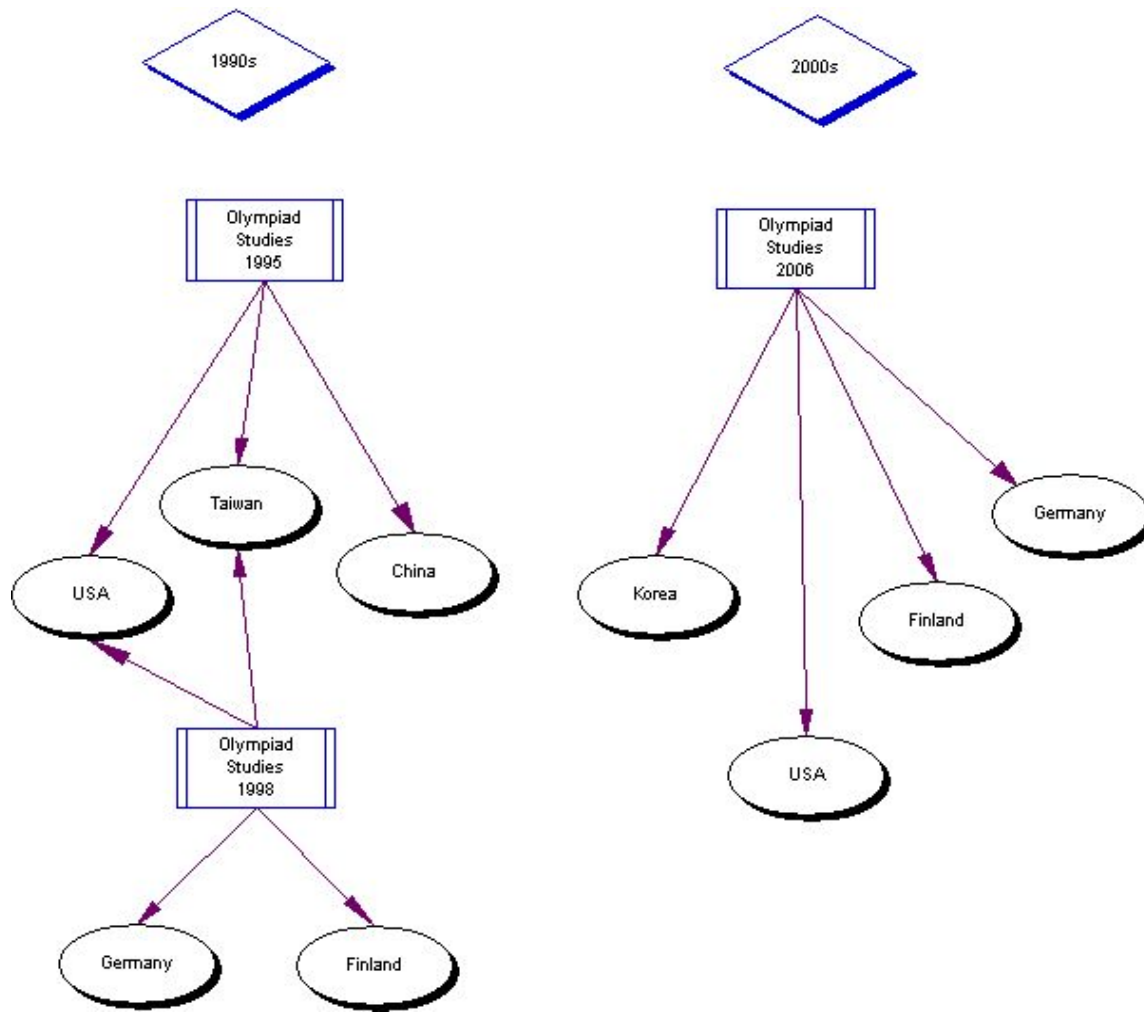 1990s
2000s
Olympiad
Studies
1995
Olympiad
Studies
2006
Taiwan
USA
China
Germany
Korea
Finland
USA
Olympiad
Studies
1998
Germany
Finland